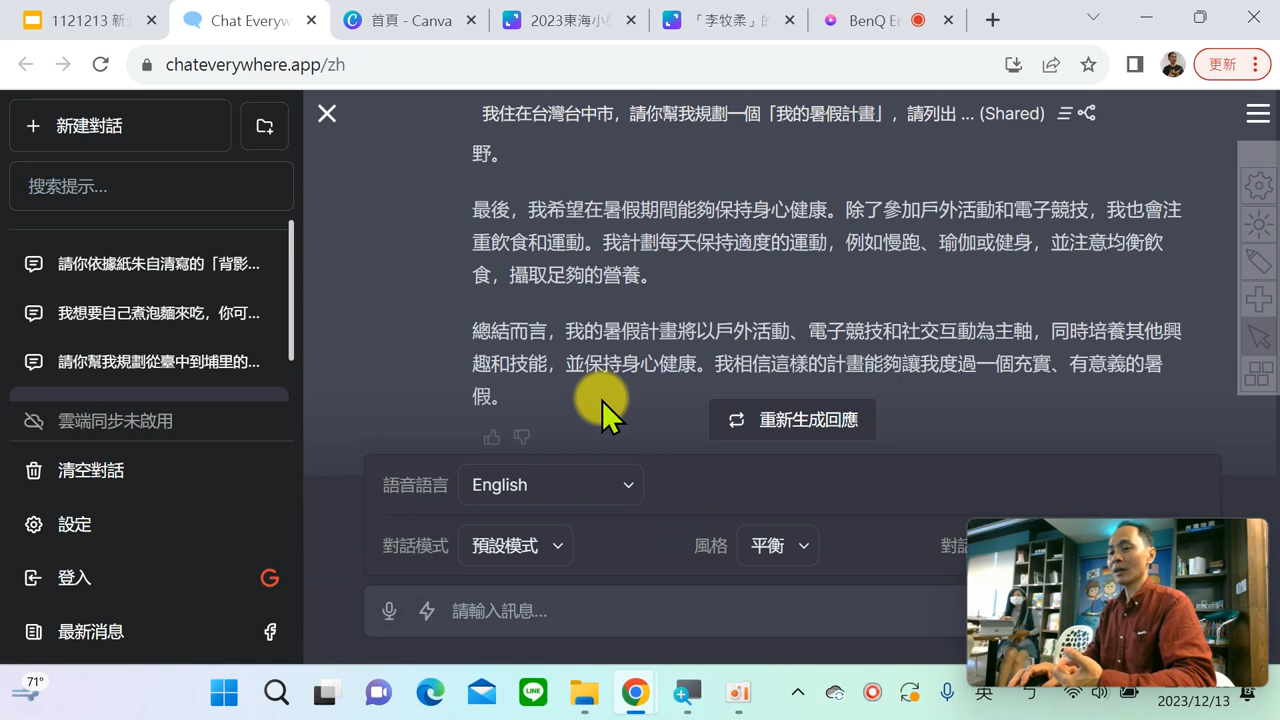 1121213 新
Chat Everyw
首頁 - Canva
2023東海小
「李牧柔」的
BenQ En
chateverywhere.app/zh
更新
新建對話
搜索提示...
請你依據紙朱自清寫的「背影...
我想要自己煮泡麵來吃，你可...
請你幫我規劃從臺中到埔里的...
雲端同步未啟用
清空對話
設定
登入
最新消息
我住在台灣台中市，請你幫我規劃一個「我的暑假計畫」，請列出 ... (Shared)
野。
最後，我希望在暑假期間能夠保持身心健康。除了參加戶外活動和電子競技，我也會注
重飲食和運動。我計劃每天保持適度的運動，例如慢跑、瑜伽或健身，並注意均衡飲
食，攝取足夠的營養。
總結而言，我的暑假計畫將以戶外活動、電子競技和社交互動為主軸，同時培養其他興
趣和技能，並保持身心健康。我相信這樣的計畫能夠讓我度過一個充實、有意義的暑
假。
重新生成回應
語音語言
English
對話模式
預設模式
風格
平衡
對話
請輸入訊息...
71°
LINE
英
ㄅ
2023/12/13